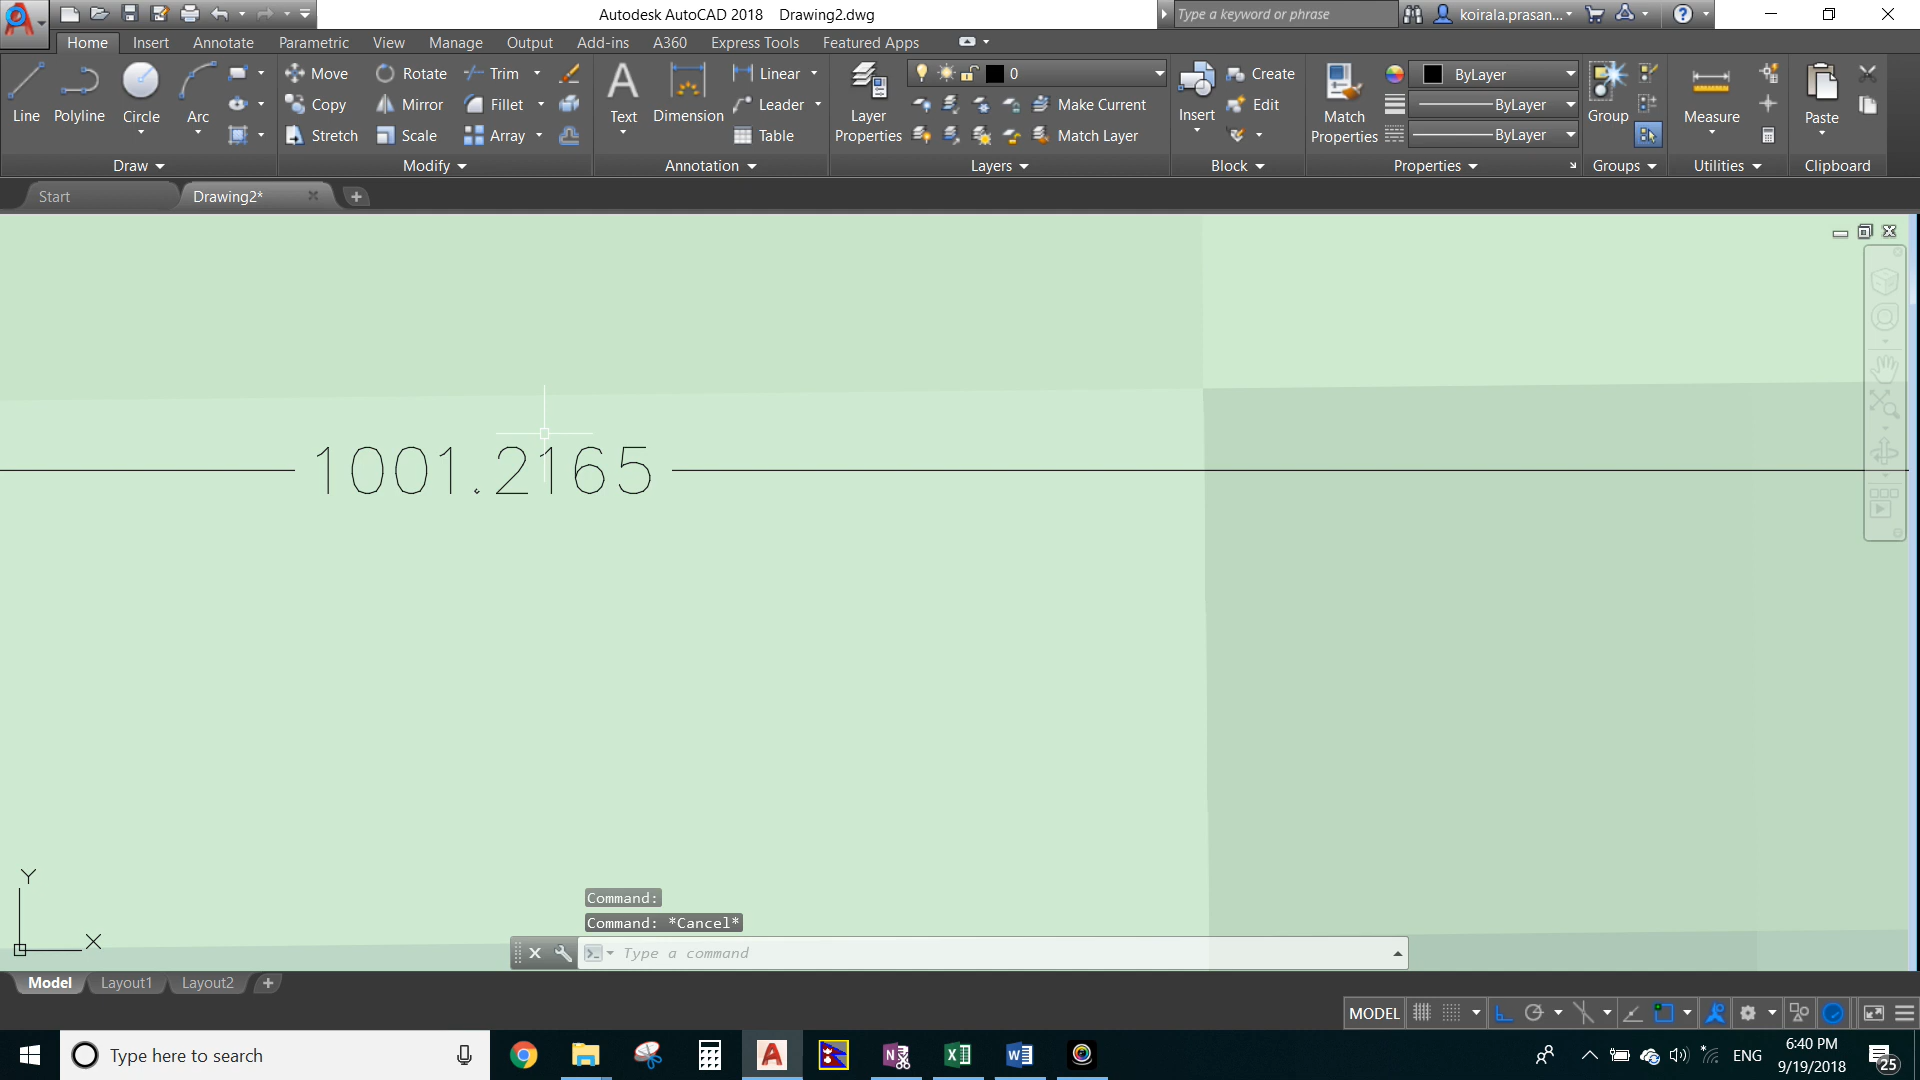 Autodesk AutoCAD 2018 Drawing2.dwg
Type a keyword or phrase
koirala.prasan...
Home Insert Annotate Parametric View Manage Output Add-ins A360 Express Tools Featured Apps
Line Polyline Circle Arc
Draw
Move Rotate Trim
Copy Mirror Fillet
Stretch Scale Array
Modify
Text Dimension
Linear
Leader
Table
Annotation
Layer Properties
0
Make Current
Match Layer
Layers
Insert
Create
Edit
Block
Match Properties
ByLayer
ByLayer
ByLayer
Properties
Group
Groups
Measure
Utilities
Paste
Clipboard
Start Drawing2*
1001.2165
Y
X
Command:
Command: *Cancel*
Type a command
Model Layout1 Layout2
MODEL
Type here to search
ENG
6:40 PM
9/19/2018
25